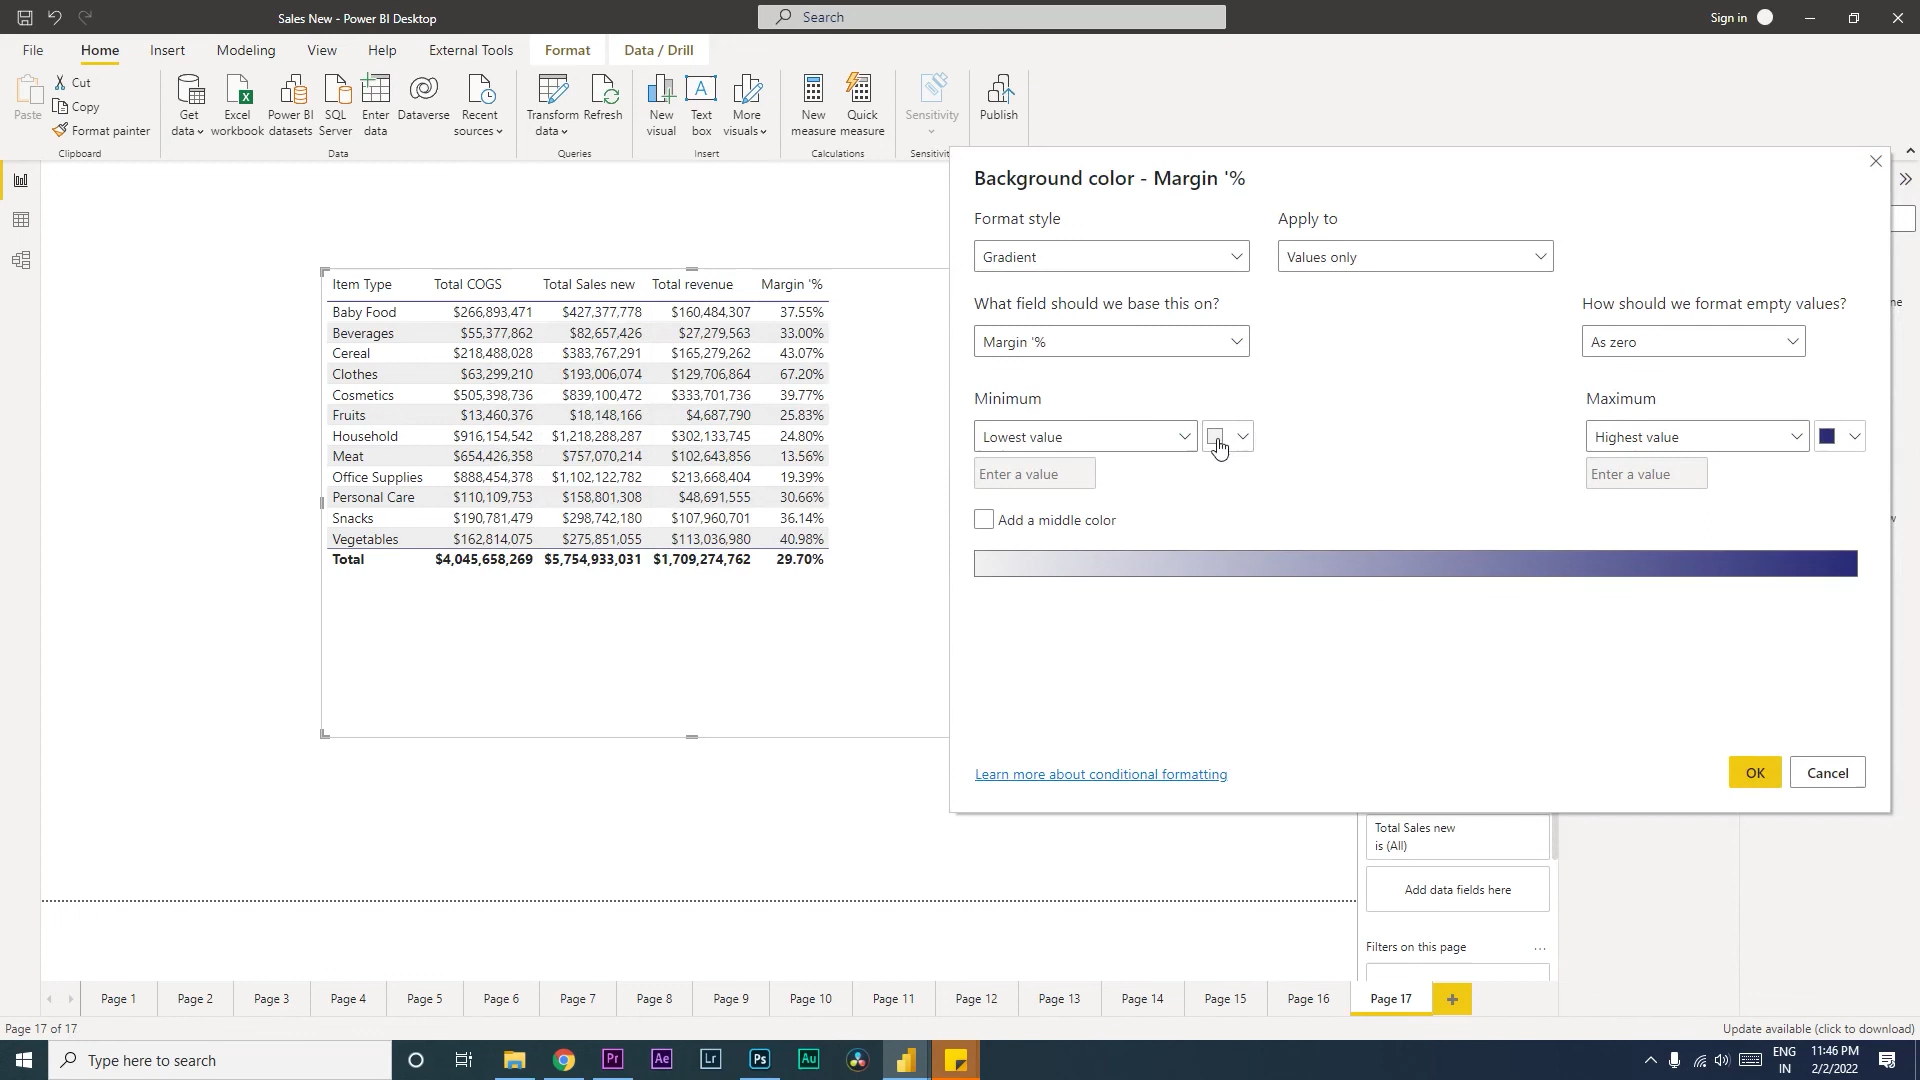 Sales New - Power BI Desktop
Search
Sign in
File Home Insert Modeling View Help External Tools Format Data / Drill
Paste
Cut
Copy
Format painter
Clipboard
Get data
Excel workbook
Power BI datasets
SQL Server
Enter data
Dataverse
Recent sources
Data
Transform data
Refresh
Queries
New visual
Text box
More visuals
Insert
New measure
Quick measure
Calculations
Sensitivity
Sensitivit
Publish
Background color - Margin '%
Format style
Apply to
Gradient
Values only
What field should we base this on?
How should we format empty values?
Margin '%
As zero
Minimum
Maximum
Lowest value
Highest value
Enter a value
Enter a value
Add a middle color
Learn more about conditional formatting
OK
Cancel
ne
w
Item Type Total COGS Total Sales new Total revenue Margin '%
Baby Food $266,893,471 $427,377,778 $160,484,307 37.55%
Beverages $55,377,862 $82,657,426 $27,279,563 33.00%
Cereal $218,488,028 $383,767,291 $165,279,262 43.07%
Clothes $63,299,210 $193,006,074 $129,706,864 67.20%
Cosmetics $505,398,736 $839,100,472 $333,701,736 39.77%
Fruits $13,460,376 $18,148,166 $4,687,790 25.83%
Household $916,154,542 $1,218,288,287 $302,133,745 24.80%
Meat $654,426,358 $757,070,214 $102,643,856 13.56%
Office Supplies $888,454,378 $1,102,122,782 $213,668,404 19.39%
Personal Care $110,109,753 $158,801,308 $48,691,555 30.66%
Snacks $190,781,479 $298,742,180 $107,960,701 36.14%
Vegetables $162,814,075 $275,851,055 $113,036,980 40.98%
Total $4,045,658,269 $5,754,933,031 $1,709,274,762 29.70%
Total Sales new
is (All)
Add data fields here
Filters on this page ...
Page 1 Page 2 Page 3 Page 4 Page 5 Page 6 Page 7 Page 8 Page 9 Page 10 Page 11 Page 12 Page 13 Page 14 Page 15 Page 16 Page 17 +
Page 17 of 17
Update available (click to download)
Type here to search
Pr Ae Lr Ps Au
ENG
IN
11:46 PM
2/2/2022